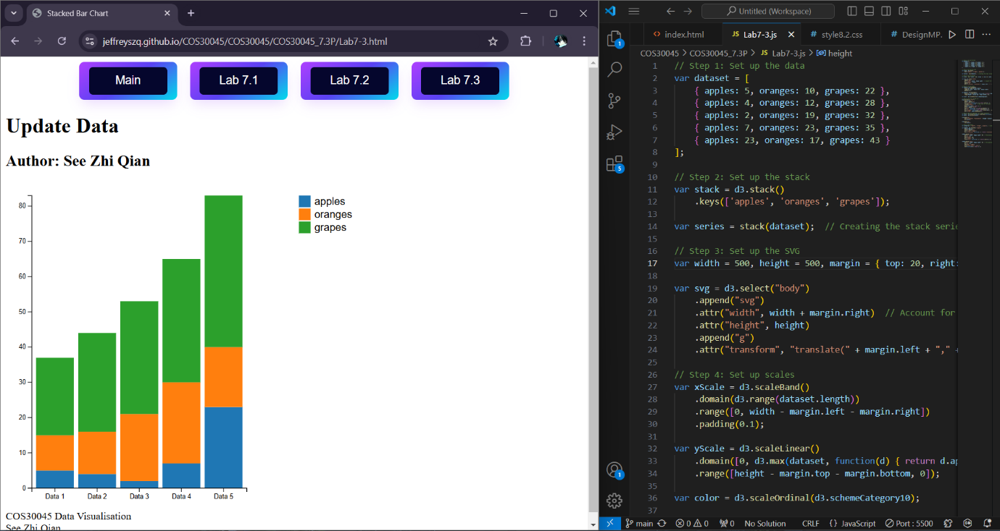 Stacked Bar Chart
jeffreyszq.github.io/COS30045/COS30045/COS30045_7.3P/Lab7-3.html
Main
Lab 7.1
Lab 7.2
Lab 7.3
Update Data
Author: See Zhi Qian
80
70
60
50
40
30
20
10
0
Data 1
Data 2
Data 3
Data 4
Data 5
apples
oranges
grapes
COS30045 Data Visualisation
See Zhi Qian
Untitled (Workspace)
index.html
JS Lab7-3.js
# style8.2.css
# DesignMP.
COS30045 > COS30045_7.3P > JS Lab7-3.js > height
1 // Step 1: Set up the data
2 var dataset = [
3 { apples: 5, oranges: 10, grapes: 22 },
4 { apples: 4, oranges: 12, grapes: 28 },
5 { apples: 2, oranges: 19, grapes: 32 },
6 { apples: 7, oranges: 23, grapes: 35 },
7 { apples: 23, oranges: 17, grapes: 43 }
8 ];
9
10 // Step 2: Set up the stack
11 var stack = d3.stack()
12 .keys(['apples', 'oranges', 'grapes']);
13
14 var series = stack(dataset); // Creating the stack serie
15
16 // Step 3: Set up the SVG
17 var width = 500, height = 500, margin = { top: 20, right:
18
19 var svg = d3.select("body")
20 .append("svg")
21 .attr("width", width + margin.right) // Account for
22 .attr("height", height)
23 .append("g")
24 .attr("transform", "translate(" + margin.left + "," +
25
26 // Step 4: Set up scales
27 var xScale = d3.scaleBand()
28 .domain(d3.range(dataset.length))
29 .range([0, width - margin.left - margin.right])
30 .padding(0.1);
31
32 var yScale = d3.scaleLinear()
33 .domain([0, d3.max(dataset, function(d) { return d.ap
34 .range([height - margin.top - margin.bottom, 0]);
35
36 var color = d3.scaleOrdinal(d3.schemeCategory10);
37
1
5
1
main
0
0
0
No Solution
CRLF
{} JavaScript
Port : 5500